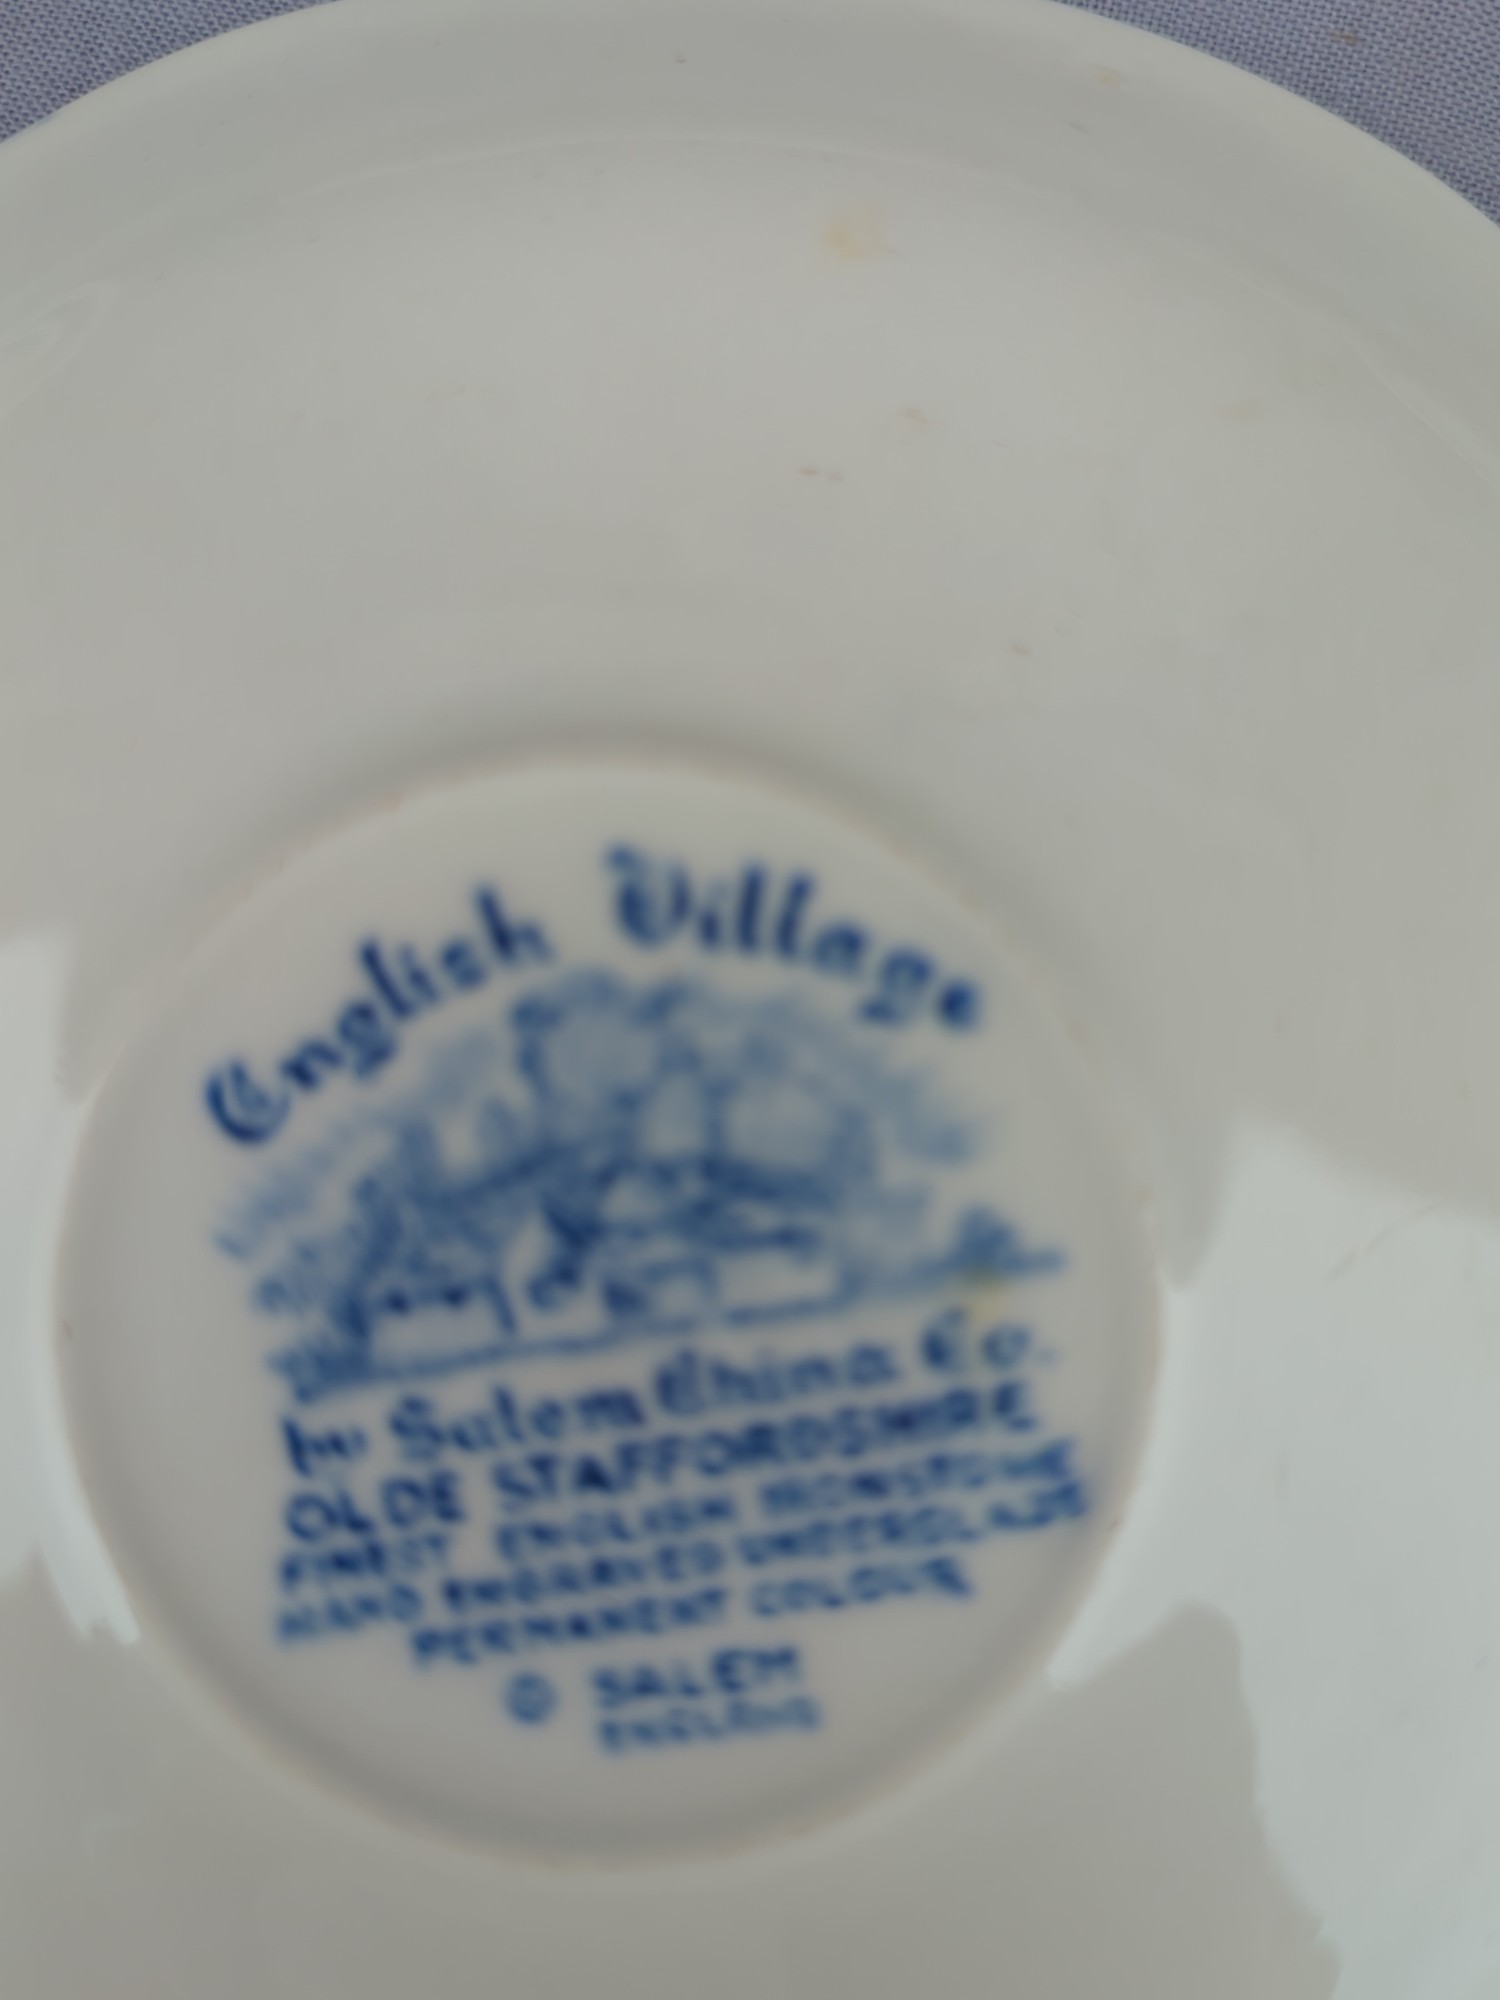 English Village
by Salem China Co.
OLDE STAFFORDSHIRE
FINEST ENGLISH IRONSTONE
HAND ENGRAVED UNDERGLAZE
PERMANENT COLOUR
© SALEM
ENGLAND